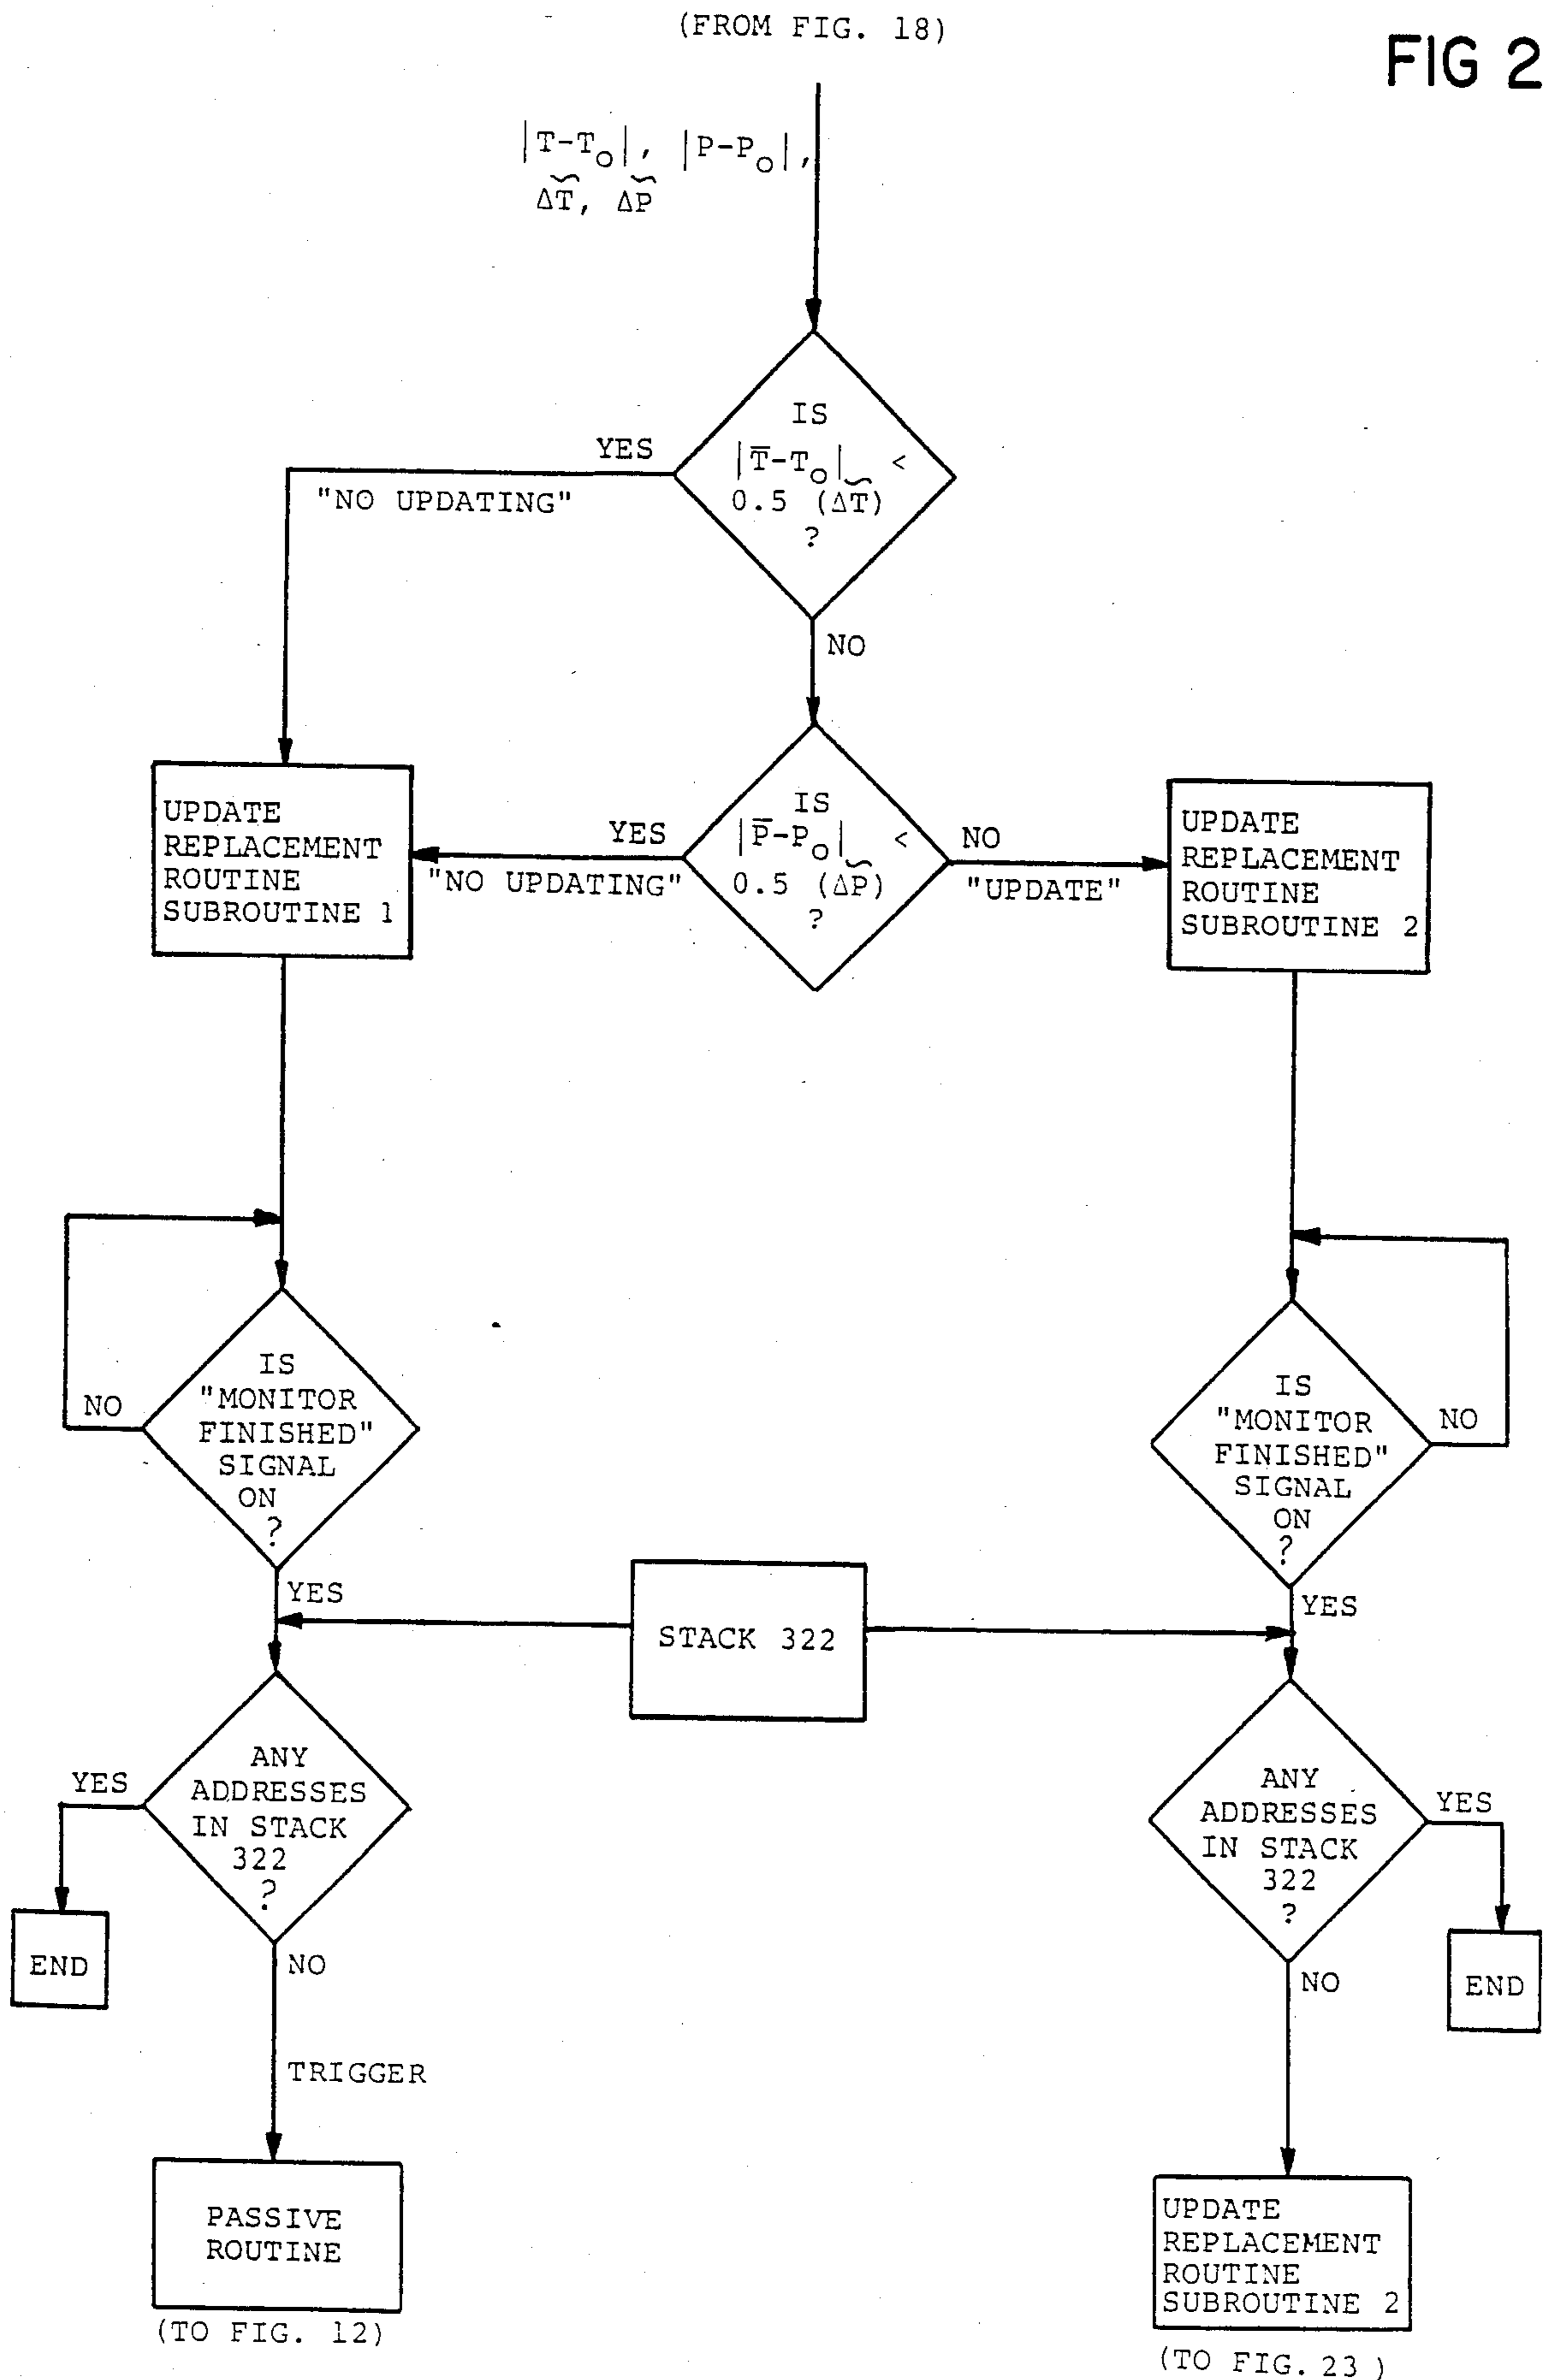 (FROM FIG. 18)
FIG 2
|T-To|, |P-Po|,
ΔT̃, ΔP̃
IS
|T̅-To| <
0.5 (ΔT̃)
?
YES
"NO UPDATING"
NO
IS
|P̅-Po| <
0.5 (ΔP̃)
?
YES
"NO UPDATING"
NO
"UPDATE"
UPDATE
REPLACEMENT
ROUTINE
SUBROUTINE 1
UPDATE
REPLACEMENT
ROUTINE
SUBROUTINE 2
IS
"MONITOR
FINISHED"
SIGNAL
ON
?
NO
YES
IS
"MONITOR
FINISHED"
SIGNAL
ON
?
NO
YES
STACK 322
ANY
ADDRESSES
IN STACK
322
?
YES
END
NO
TRIGGER
PASSIVE
ROUTINE
(TO FIG. 12)
ANY
ADDRESSES
IN STACK
322
?
YES
END
NO
UPDATE
REPLACEMENT
ROUTINE
SUBROUTINE 2
(TO FIG. 23 )